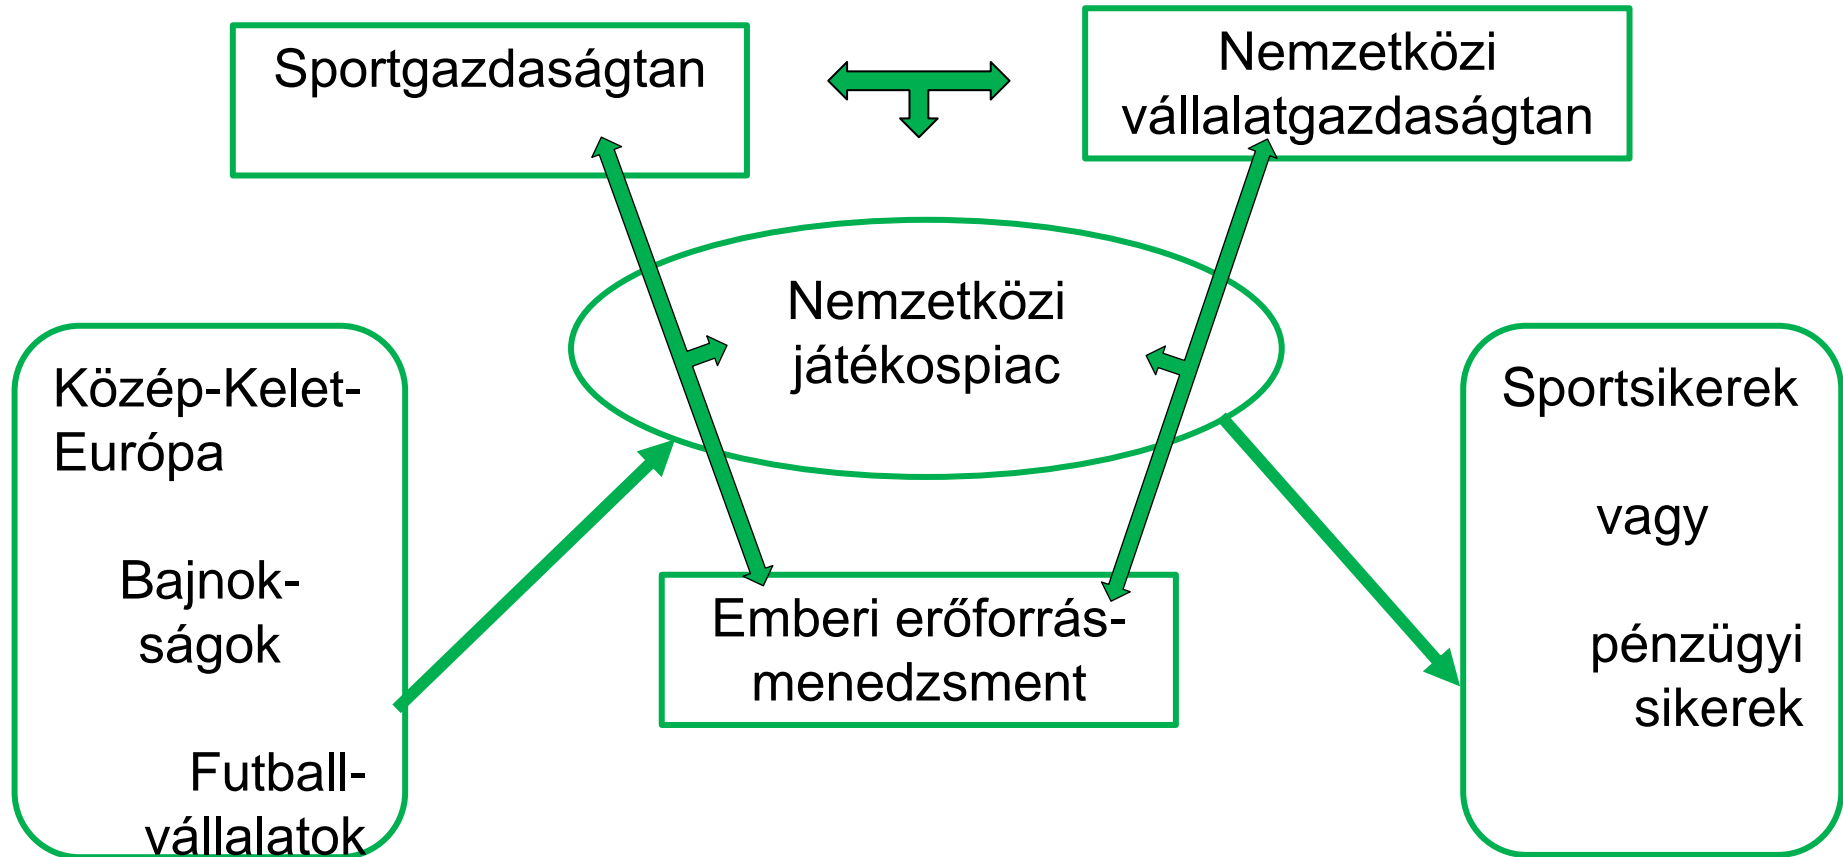 Sportgazdaságtan
Nemzetközi
vállalatgazdaságtan
Nemzetközi
játékospiac
Közép-Kelet-
Európa
Bajnok-
ságok
Futball-
vállalatok
Emberi erőforrás-
menedzsment
Sportsikerek
vagy
pénzügyi
sikerek